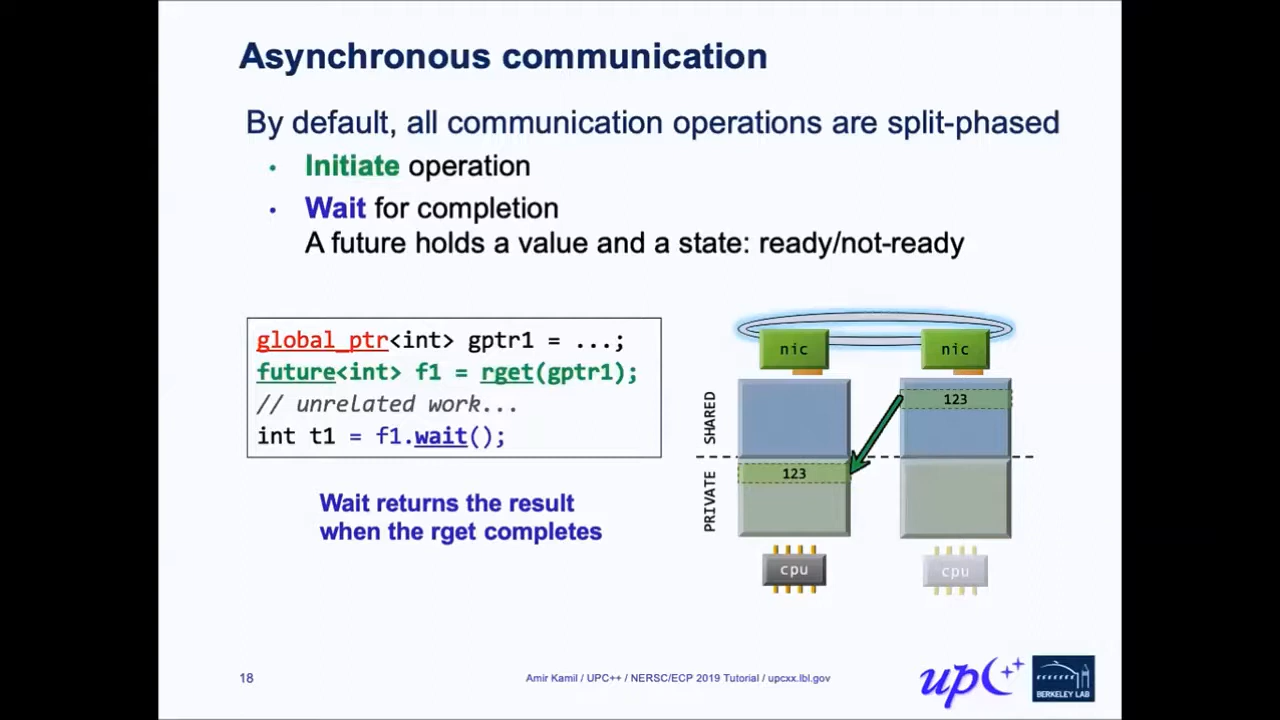 Asynchronous communication
By default, all communication operations are split-phased
• Initiate operation
• Wait for completion
A future holds a value and a state: ready/not-ready
global_ptr<int> gptr1 = ...;
future<int> f1 = rget(gptr1);
// unrelated work...
int t1 = f1.wait();
Wait returns the result
when the rget completes
nic
nic
SHARED
123
PRIVATE
123
cpu
cpu
18
Amir Kamil / UPC++ / NERSC/ECP 2019 Tutorial / upcxx.lbl.gov
upC++
BERKELEY LAB